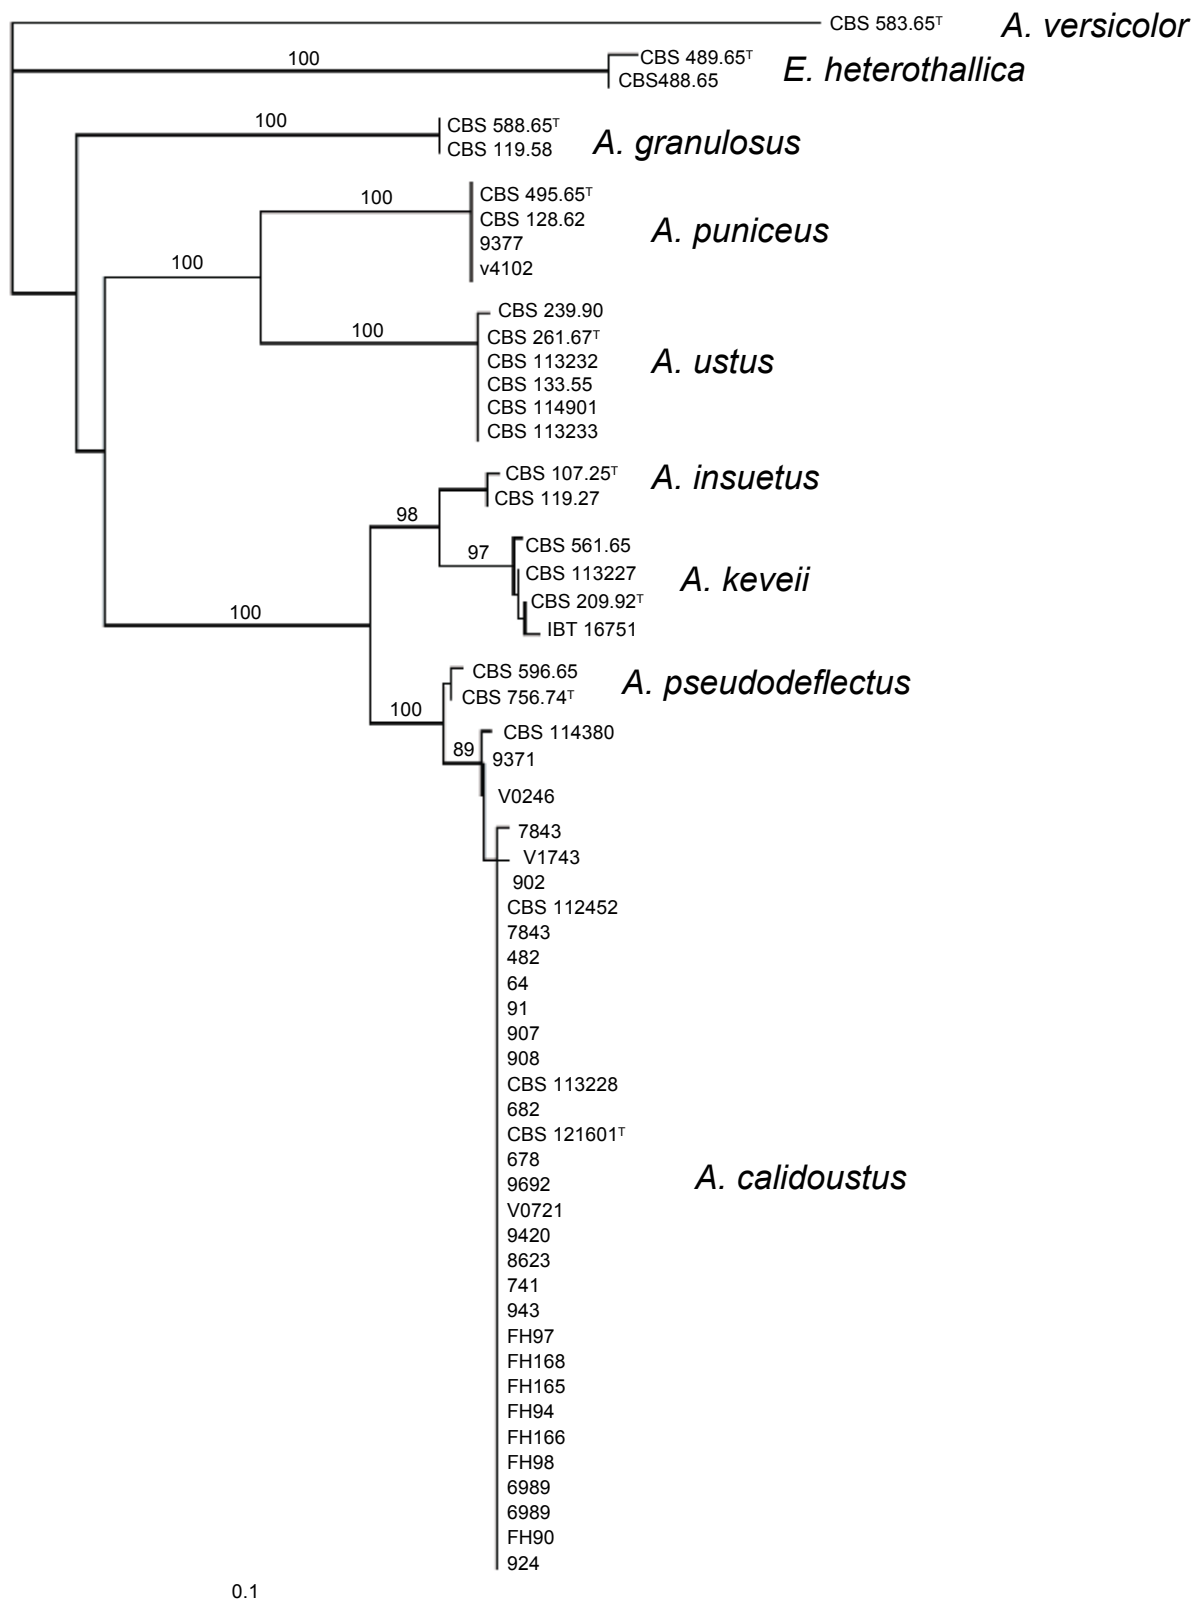 CBS 583.65ᵀ A. versicolor
100
CBS 489.65ᵀ
CBS488.65
E. heterothallica
100
CBS 588.65ᵀ
CBS 119.58
A. granulosus
100
CBS 495.65ᵀ
CBS 128.62
9377
v4102
A. puniceus
100
CBS 239.90
100
CBS 261.67ᵀ
CBS 113232
CBS 133.55
CBS 114901
CBS 113233
A. ustus
CBS 107.25ᵀ
CBS 119.27
A. insuetus
98
97
CBS 561.65
CBS 113227
CBS 209.92ᵀ
IBT 16751
A. keveii
100
CBS 596.65
CBS 756.74ᵀ
A. pseudodeflectus
100
89
CBS 114380
9371
V0246
7843
V1743
902
CBS 112452
7843
482
64
91
907
908
CBS 113228
682
CBS 121601ᵀ
678
9692
V0721
9420
8623
741
943
FH97
FH168
FH165
FH94
FH166
FH98
6989
6989
FH90
924
A. calidoustus
0.1